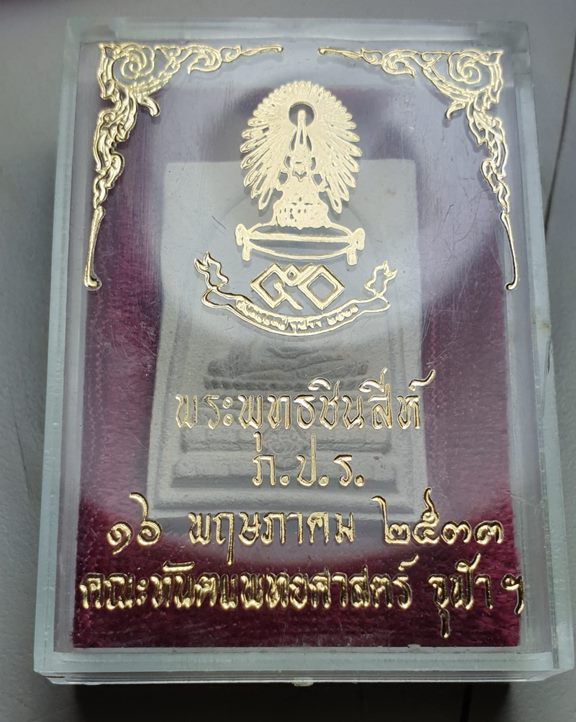 ๕๐
พระพุทธชินสีห์
ภ.ป.ร.
๑๖ พฤษภาคม ๒๕๓๓
คณะทันตแพทยศาสตร์ จุฬาฯ